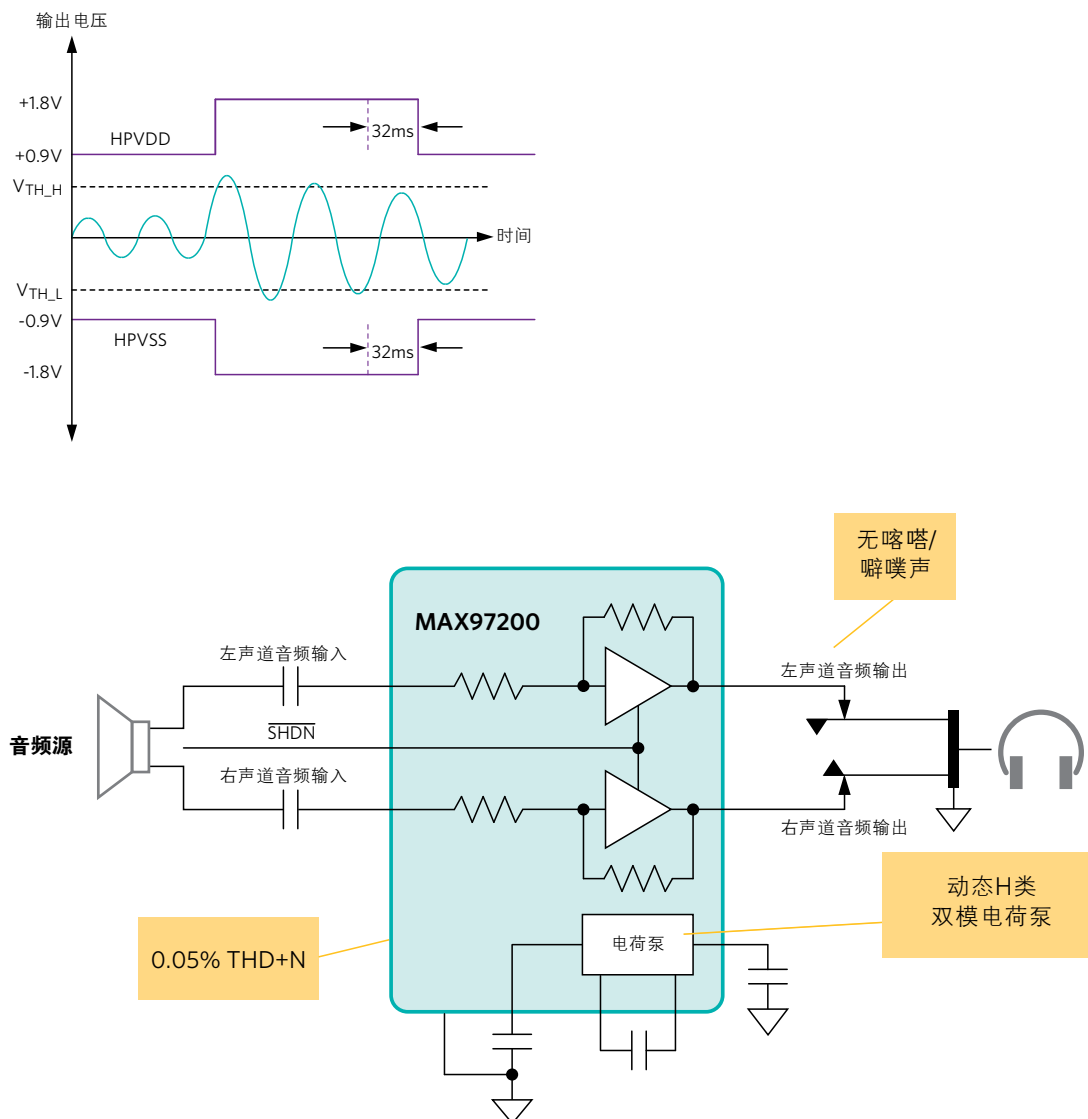 输出电压
+1.8V
32ms
HPVDD
+0.9V
VTH_H
时间
VTH_L
-0.9V
HPVSS
32ms
-1.8V
无喀嗒/
噼噗声
MAX97200
左声道音频输入
左声道音频输出
SHDN
音频源
右声道音频输入
右声道音频输出
动态H类
双模电荷泵
电荷泵
0.05% THD+N